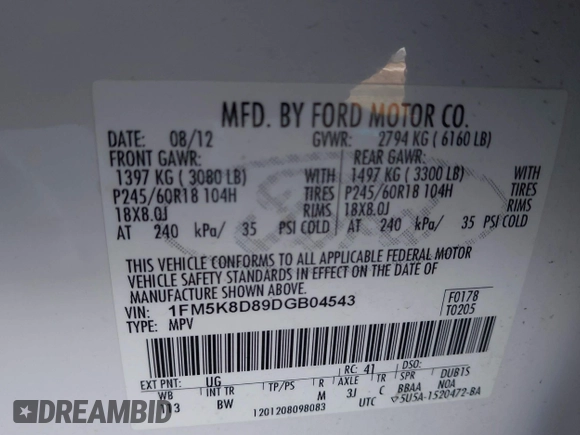 MFD. BY FORD MOTOR CO.
DATE: 08/12 GVWR: 2794 KG ( 6160 LB)
FRONT GAWR: REAR GAWR:
1397 KG ( 3080 LB) WITH 1497 KG ( 3300 LB) WITH
P245/60R18 104H TIRES P245/60R18 104H TIRES
18X8.0J RIMS 18X8.0J RIMS
AT 240 kPa/ 35 PSI COLD AT 240 kPa/ 35 PSI COLD
THIS VEHICLE CONFORMS TO ALL APPLICABLE FEDERAL MOTOR
VEHICLE SAFETY STANDARDS IN EFFECT ON THE DATE OF
MANUFACTURE SHOWN ABOVE.
VIN: 1FM5K8D89DGB04543 F0178
TYPE: MPV T0205
EXT PNT: UG RC: 41 DSO:
WB INT TR TP/PS R AXLE TR SPR DUBTS
113 BW M 3J C BBAA NOA
1201208098083 UTC 5U5A-1520472-BA
DREAMBID